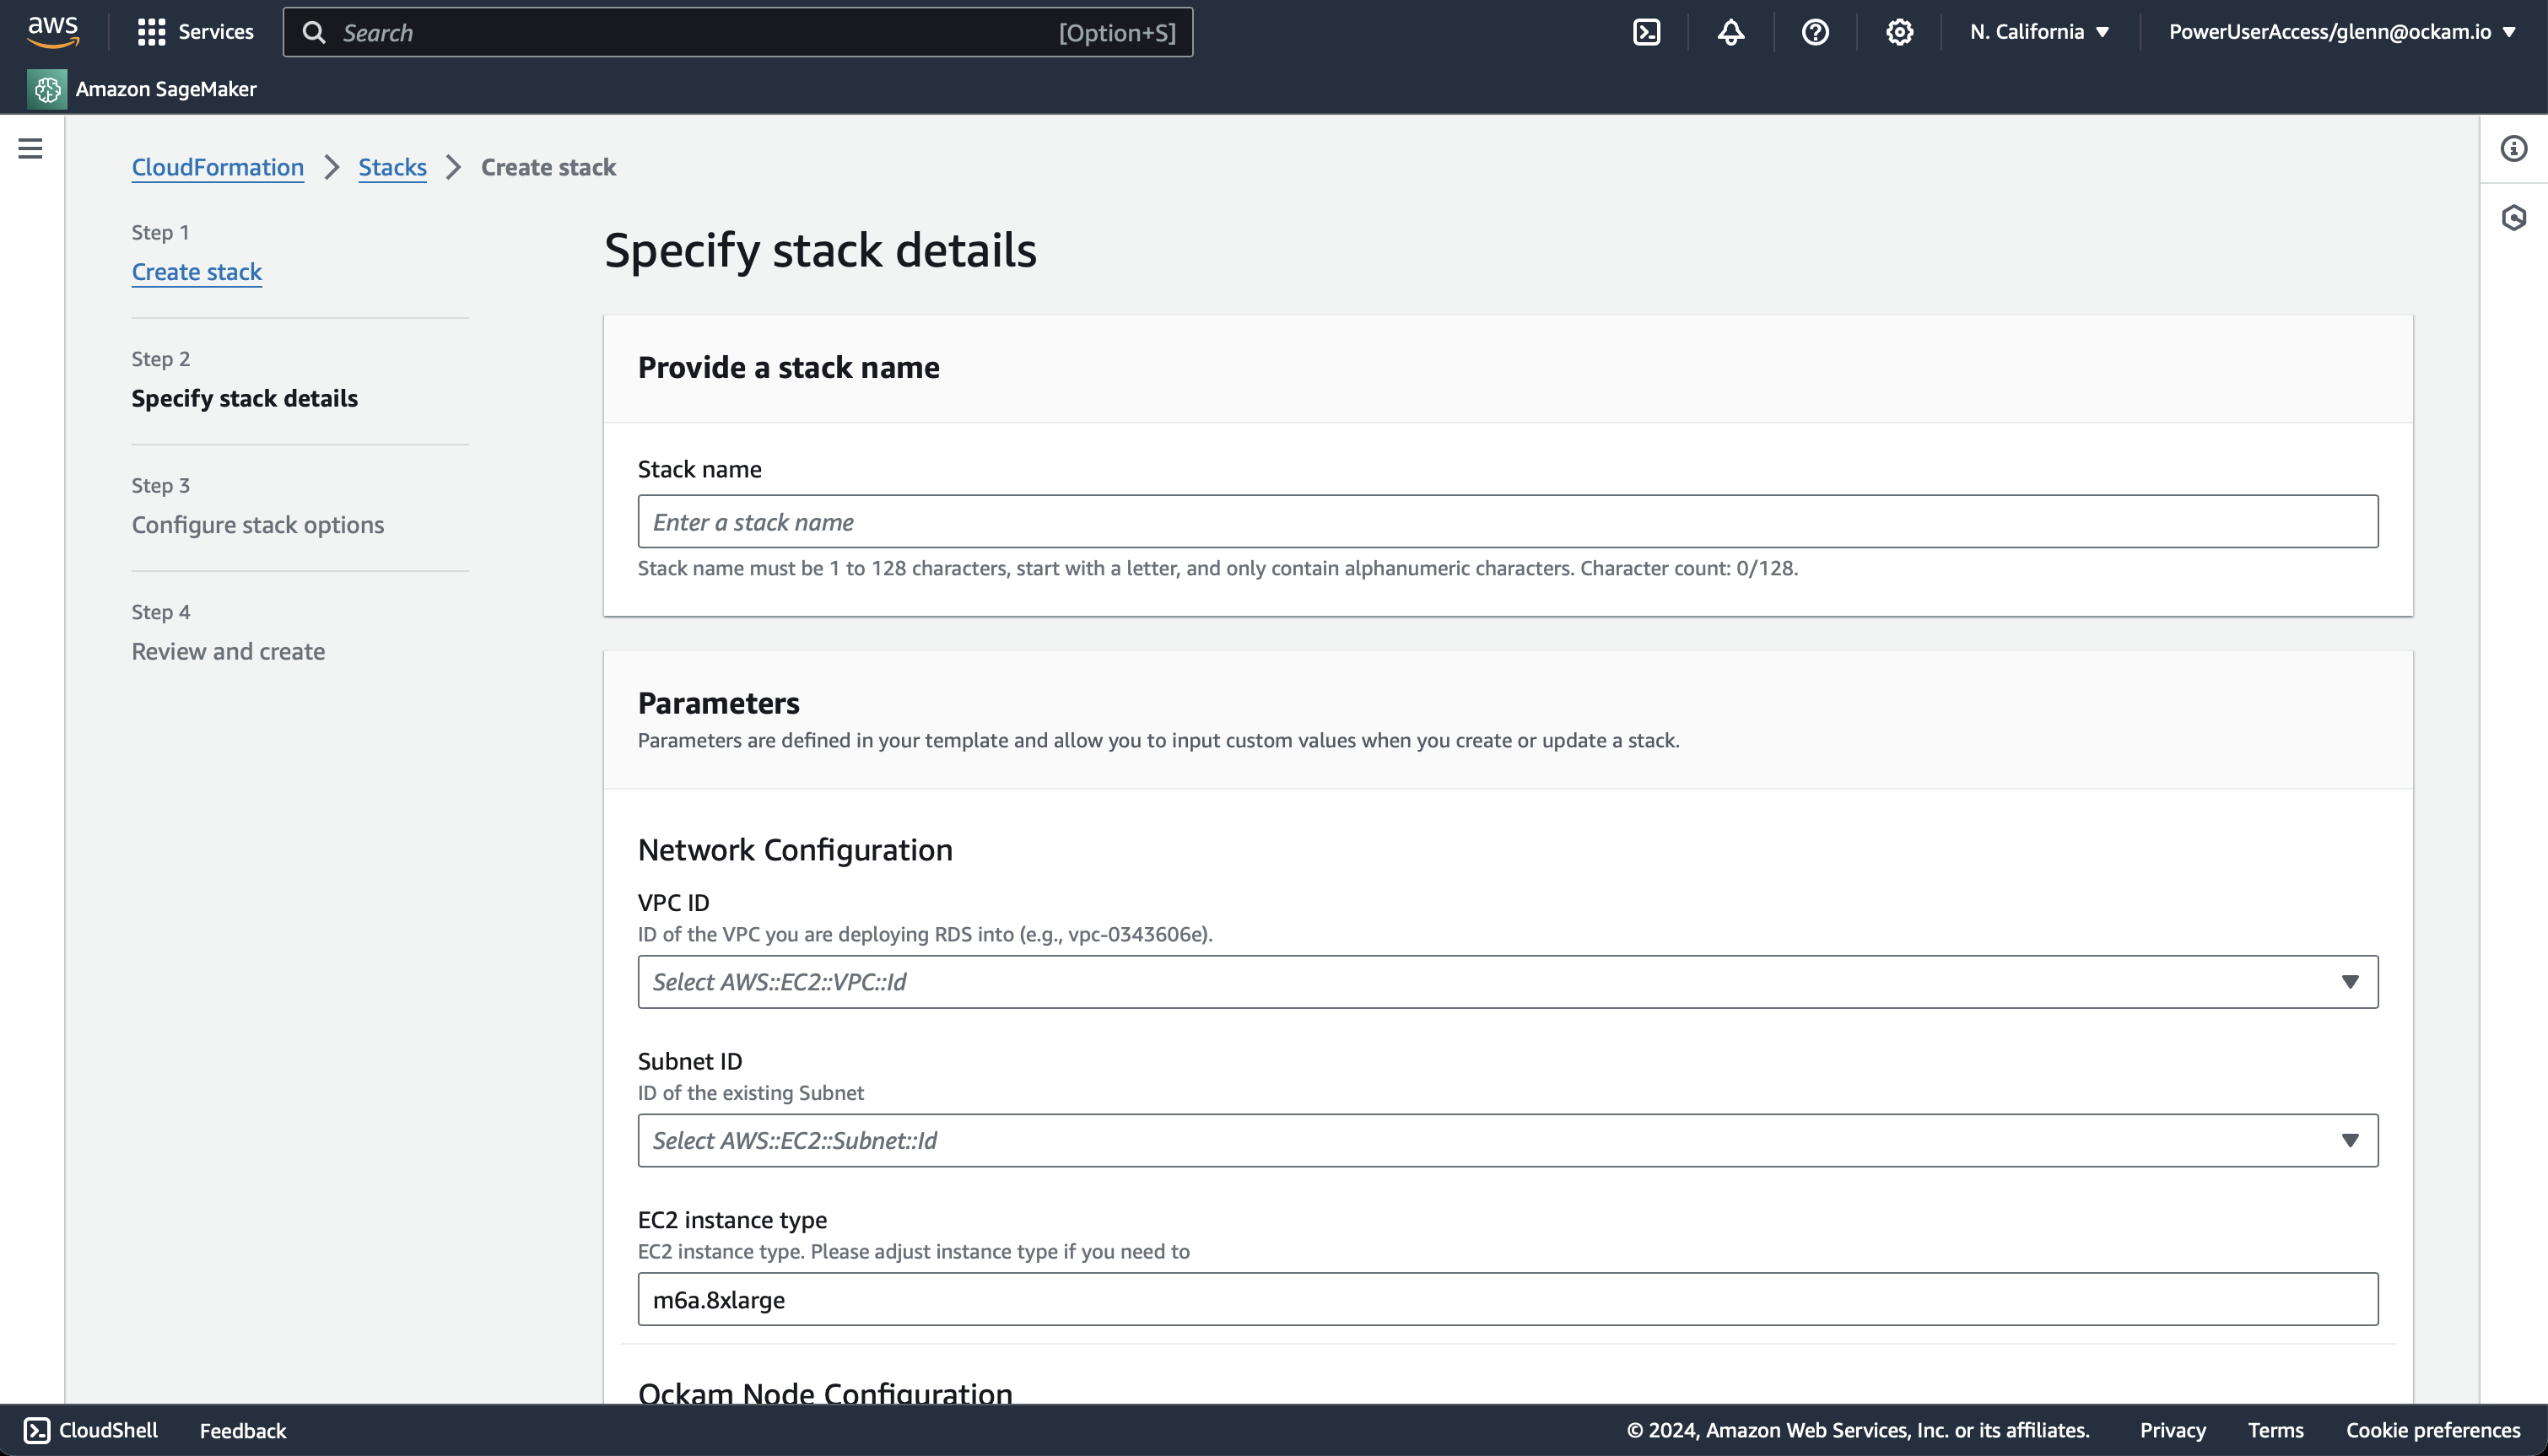 aws
Services
Search
[Option+S]
N. California
PowerUserAccess/glenn@ockam.io
Amazon SageMaker
CloudFormation
Stacks
Create stack
Step 1
Create stack
Step 2
Specify stack details
Step 3
Configure stack options
Step 4
Review and create
Specify stack details
Provide a stack name
Stack name
Enter a stack name
Stack name must be 1 to 128 characters, start with a letter, and only contain alphanumeric characters. Character count: 0/128.
Parameters
Parameters are defined in your template and allow you to input custom values when you create or update a stack.
Network Configuration
VPC ID
ID of the VPC you are deploying RDS into (e.g., vpc-0343606e).
Select AWS::EC2::VPC::Id
Subnet ID
ID of the existing Subnet
Select AWS::EC2::Subnet::Id
EC2 instance type
EC2 instance type. Please adjust instance type if you need to
m6a.8xlarge
Ockam Node Configuration
CloudShell
Feedback
© 2024, Amazon Web Services, Inc. or its affiliates.
Privacy
Terms
Cookie preferences